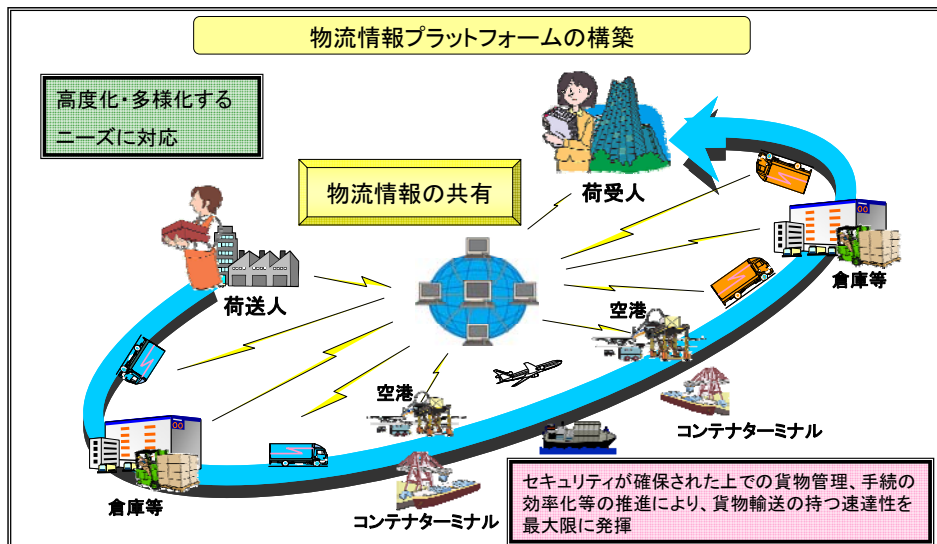 物流情報プラットフォームの構築
高度化・多様化する
ニーズに対応
物流情報の共有
荷受人
倉庫等
荷送人
空港
空港
コンテナターミナル
コンテナターミナル
倉庫等
セキュリティが確保された上での貨物管理、手続の
効率化等の推進により、貨物輸送の持つ速達性を
最大限に発揮